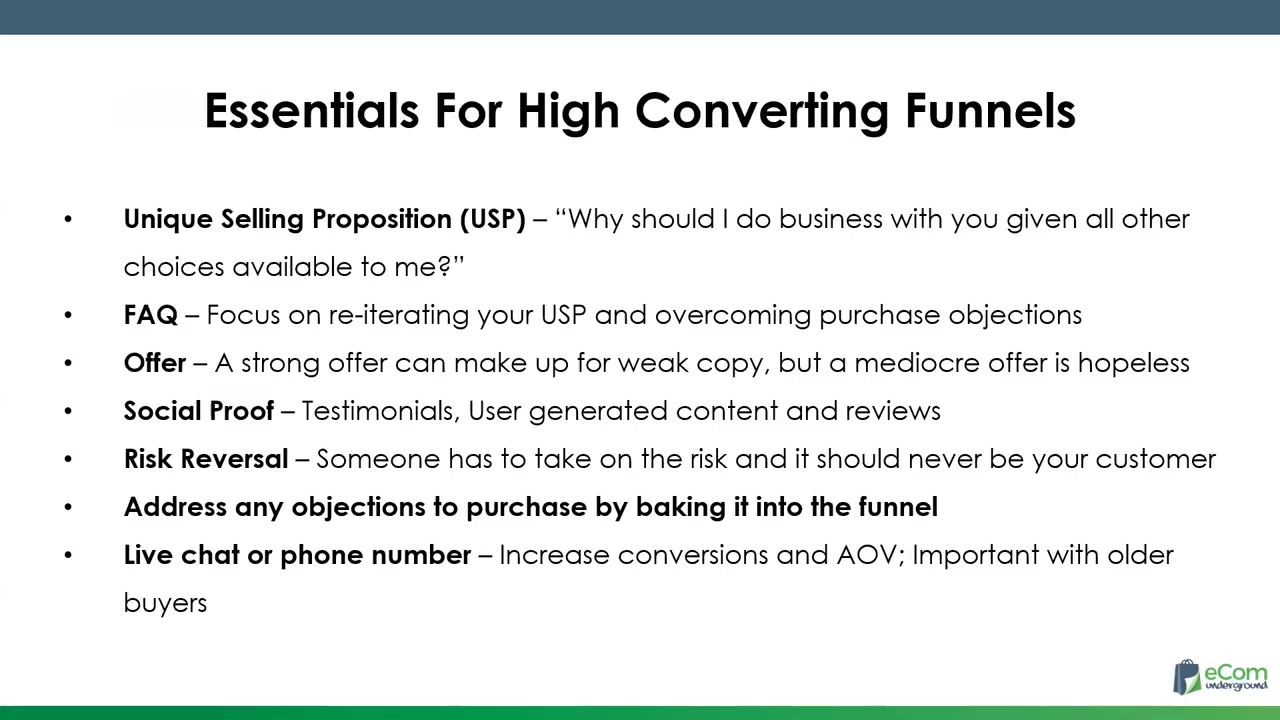 Essentials For High Converting Funnels
• Unique Selling Proposition (USP) – “Why should I do business with you given all other
choices available to me?”
• FAQ – Focus on re-iterating your USP and overcoming purchase objections
• Offer – A strong offer can make up for weak copy, but a mediocre offer is hopeless
• Social Proof – Testimonials, User generated content and reviews
• Risk Reversal – Someone has to take on the risk and it should never be your customer
• Address any objections to purchase by baking it into the funnel
• Live chat or phone number – Increase conversions and AOV; Important with older
buyers
eCom
underground